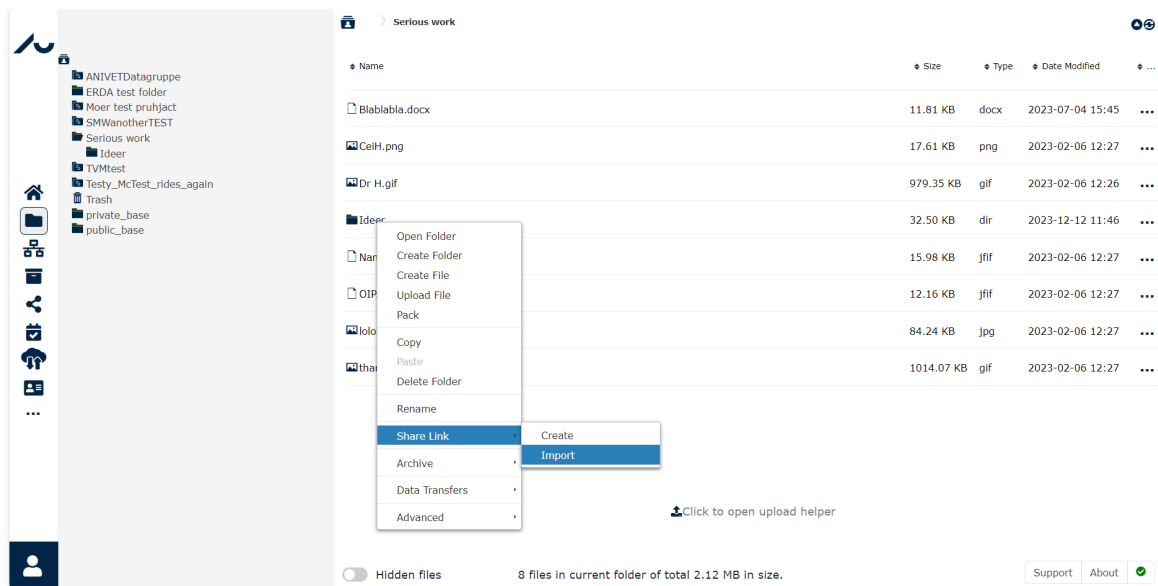 Serious work
ANIVETDatagruppe
ERDA test folder
Moer test pruhjact
SMWanotherTEST
Serious work
Ideer
TVMtest
Testy_McTest_rides_again
Trash
private_base
public_base
Name Size Type Date Modified ...
Blablabla.docx 11.81 KB docx 2023-07-04 15:45 ...
CeiH.png 17.61 KB png 2023-02-06 12:27 ...
Dr H.gif 979.35 KB gif 2023-02-06 12:26 ...
Ideer 32.50 KB dir 2023-12-12 11:46 ...
15.98 KB jfif 2023-02-06 12:27 ...
OIP 12.16 KB jfif 2023-02-06 12:27 ...
lolo 84.24 KB jpg 2023-02-06 12:27 ...
1014.07 KB gif 2023-02-06 12:27 ...
Open Folder
Create Folder
Create File
Upload File
Pack
Copy
Paste
Delete Folder
Rename
Share Link
Create
Import
Archive
Data Transfers
Advanced
Click to open upload helper
Hidden files 8 files in current folder of total 2.12 MB in size.
Support About